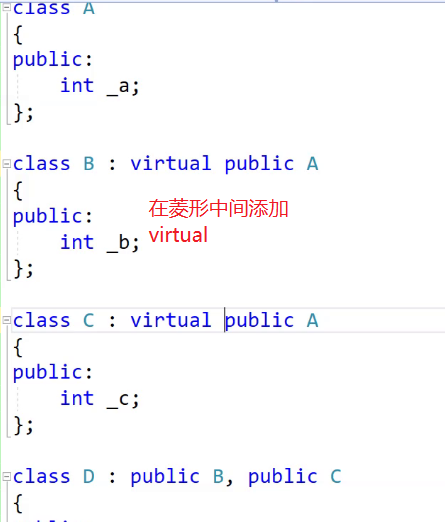 class A
{
public:
int _a;
};
class B : virtual public A
{
public:
int _b;
};
在菱形中间添加
virtual
class C : virtual public A
{
public:
int _c;
};
class D : public B, public C
{